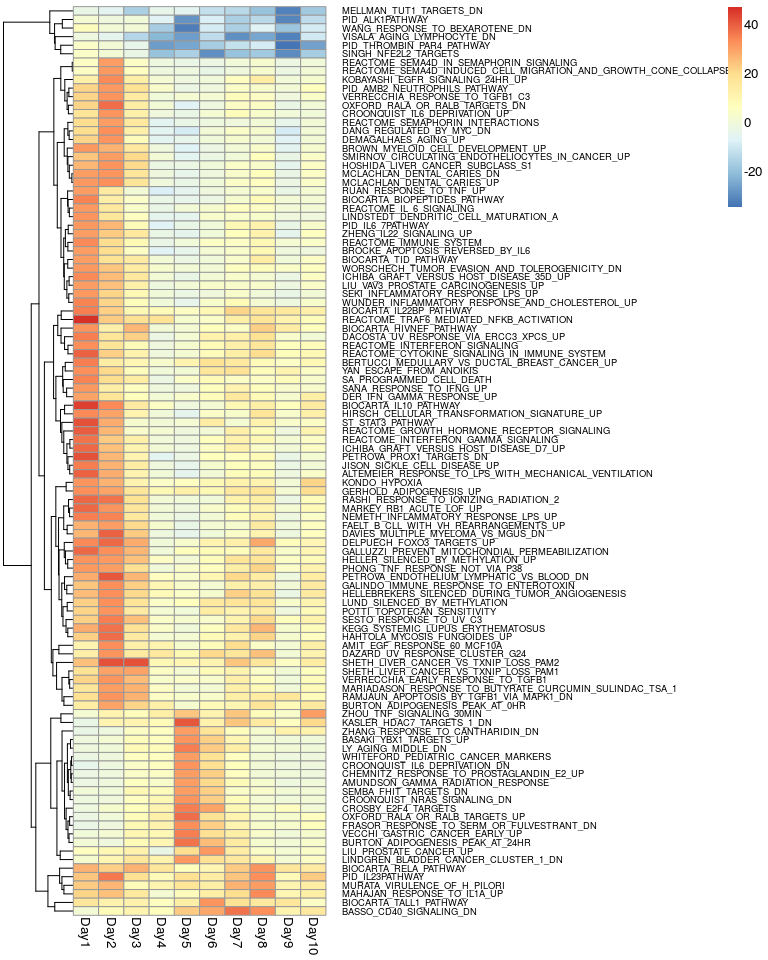 MELLMAN_TUT1_TARGETS_DN
PID_ALK1PATHWAY
WANG_RESPONSE_TO_BEXAROTENE_DN
VISALA_AGING_LYMPHOCYTE_DN
PID_THROMBIN_PAR4_PATHWAY
SINGH_NFE2L2_TARGETS
REACTOME_SEMA4D_IN_SEMAPHORIN_SIGNALING
REACTOME_SEMA4D_INDUCED_CELL_MIGRATION_AND_GROWTH_CONE_COLLAPSE
KOBAYASHI_EGFR_SIGNALING_24HR_UP
PID_AMB2_NEUTROPHILS_PATHWAY
VERRECCHIA_RESPONSE_TO_TGFB1_C3
OXFORD_RALA_OR_RALB_TARGETS_DN
CROONQUIST_IL6_DEPRIVATION_UP
REACTOME_SEMAPHORIN_INTERACTIONS
DANG_REGULATED_BY_MYC_DN
DEMAGALHAES_AGING_UP
BROWN_MYELOID_CELL_DEVELOPMENT_UP
SMIRNOV_CIRCULATING_ENDOTHELIOCYTES_IN_CANCER_UP
HOSHIDA_LIVER_CANCER_SUBCLASS_S1
MCLACHLAN_DENTAL_CARIES_DN
MCLACHLAN_DENTAL_CARIES_UP
RUAN_RESPONSE_TO_TNF_UP
BIOCARTA_BIOPEPTIDES_PATHWAY
REACTOME_IL_6_SIGNALING
LINDSTEDT_DENDRITIC_CELL_MATURATION_A
PID_IL6_7PATHWAY
ZHENG_IL22_SIGNALING_UP
REACTOME_IMMUNE_SYSTEM
BROCKE_APOPTOSIS_REVERSED_BY_IL6
BIOCARTA_TID_PATHWAY
WORSCHECH_TUMOR_EVASION_AND_TOLEROGENICITY_DN
ICHIBA_GRAFT_VERSUS_HOST_DISEASE_35D_UP
LIU_VAV3_PROSTATE_CARCINOGENESIS_UP
SEKI_INFLAMMATORY_RESPONSE_LPS_UP
WUNDER_INFLAMMATORY_RESPONSE_AND_CHOLESTEROL_UP
BIOCARTA_IL22BP_PATHWAY
REACTOME_TRAF6_MEDIATED_NFKB_ACTIVATION
BIOCARTA_HIVNEF_PATHWAY
DACOSTA_UV_RESPONSE_VIA_ERCC3_XPCS_UP
REACTOME_INTERFERON_SIGNALING
REACTOME_CYTOKINE_SIGNALING_IN_IMMUNE_SYSTEM
BERTUCCI_MEDULLARY_VS_DUCTAL_BREAST_CANCER_UP
YAN_ESCAPE_FROM_ANOIKIS
SA_PROGRAMMED_CELL_DEATH
SANA_RESPONSE_TO_IFNG_UP
DER_IFN_GAMMA_RESPONSE_UP
BIOCARTA_IL10_PATHWAY
HIRSCH_CELLULAR_TRANSFORMATION_SIGNATURE_UP
ST_STAT3_PATHWAY
REACTOME_GROWTH_HORMONE_RECEPTOR_SIGNALING
REACTOME_INTERFERON_GAMMA_SIGNALING
ICHIBA_GRAFT_VERSUS_HOST_DISEASE_D7_UP
PETROVA_PROX1_TARGETS_DN
JISON_SICKLE_CELL_DISEASE_UP
ALTEMEIER_RESPONSE_TO_LPS_WITH_MECHANICAL_VENTILATION
KONDO_HYPOXIA
GERHOLD_ADIPOGENESIS_UP
RASHI_RESPONSE_TO_IONIZING_RADIATION_2
MARKEY_RB1_ACUTE_LOF_UP
NEMETH_INFLAMMATORY_RESPONSE_LPS_UP
FAELT_B_CLL_WITH_VH_REARRANGEMENTS_UP
DAVIES_MULTIPLE_MYELOMA_VS_MGUS_DN
DELPUECH_FOXO3_TARGETS_UP
GALLUZZI_PREVENT_MITOCHONDIAL_PERMEABILIZATION
HELLER_SILENCED_BY_METHYLATION_UP
PHONG_TNF_RESPONSE_NOT_VIA_P38
PETROVA_ENDOTHELIUM_LYMPHATIC_VS_BLOOD_DN
GALINDO_IMMUNE_RESPONSE_TO_ENTEROTOXIN
HELLEBREKERS_SILENCED_DURING_TUMOR_ANGIOGENESIS
LUND_SILENCED_BY_METHYLATION
POTTI_TOPOTECAN_SENSITIVITY
SESTO_RESPONSE_TO_UV_C3
KEGG_SYSTEMIC_LUPUS_ERYTHEMATOSUS
HAHTOLA_MYCOSIS_FUNGOIDES_UP
AMIT_EGF_RESPONSE_60_MCF10A
DAZARD_UV_RESPONSE_CLUSTER_G24
SHETH_LIVER_CANCER_VS_TXNIP_LOSS_PAM2
SHETH_LIVER_CANCER_VS_TXNIP_LOSS_PAM1
VERRECCHIA_EARLY_RESPONSE_TO_TGFB1
MARIADASON_RESPONSE_TO_BUTYRATE_CURCUMIN_SULINDAC_TSA_1
RAMJAUN_APOPTOSIS_BY_TGFB1_VIA_MAPK1_DN
BURTON_ADIPOGENESIS_PEAK_AT_0HR
ZHOU_TNF_SIGNALING_30MIN
KASLER_HDAC7_TARGETS_1_DN
ZHANG_RESPONSE_TO_CANTHARIDIN_DN
BASAKI_YBX1_TARGETS_UP
LY_AGING_MIDDLE_DN
WHITEFORD_PEDIATRIC_CANCER_MARKERS
CROONQUIST_IL6_DEPRIVATION_DN
CHEMNITZ_RESPONSE_TO_PROSTAGLANDIN_E2_UP
AMUNDSON_GAMMA_RADIATION_RESPONSE
SEMBA_FHIT_TARGETS_DN
CROONQUIST_NRAS_SIGNALING_DN
CROSBY_E2F4_TARGETS
OXFORD_RALA_OR_RALB_TARGETS_UP
FRASOR_RESPONSE_TO_SERM_OR_FULVESTRANT_DN
VECCHI_GASTRIC_CANCER_EARLY_UP
BURTON_ADIPOGENESIS_PEAK_AT_24HR
LIU_PROSTATE_CANCER_UP
LINDGREN_BLADDER_CANCER_CLUSTER_1_DN
BIOCARTA_RELA_PATHWAY
PID_IL23PATHWAY
MURATA_VIRULENCE_OF_H_PILORI
MAHAJAN_RESPONSE_TO_IL1A_UP
BIOCARTA_TALL1_PATHWAY
BASSO_CD40_SIGNALING_DN
Day1
Day2
Day3
Day4
Day5
Day6
Day7
Day8
Day9
Day10
40
20
0
-20